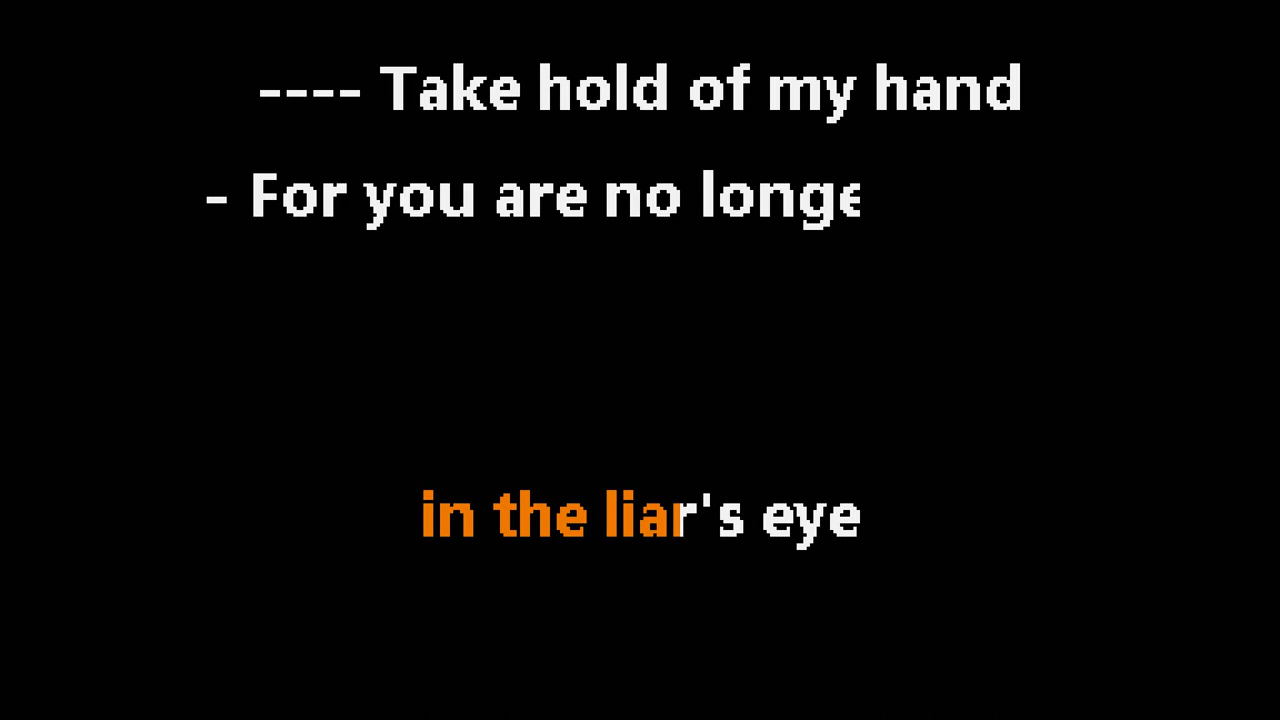 ---- Take hold of my hand
- For you are no longe
in the liar's eye